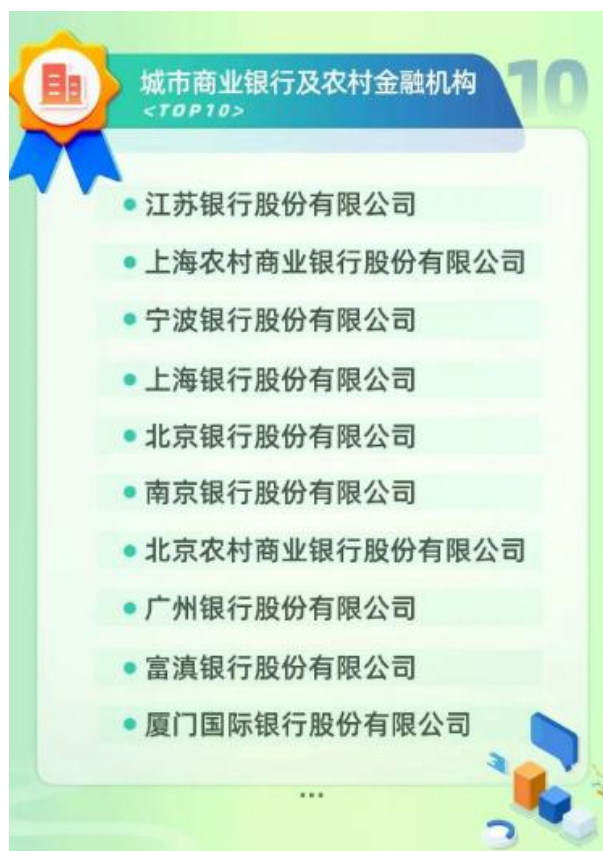 城市商业银行及农村金融机构
10
<TOP10>
江苏银行股份有限公司
上海农村商业银行股份有限公司
宁波银行股份有限公司
上海银行股份有限公司
北京银行股份有限公司
南京银行股份有限公司
北京农村商业银行股份有限公司
广州银行股份有限公司
富滇银行股份有限公司
厦门国际银行股份有限公司
...